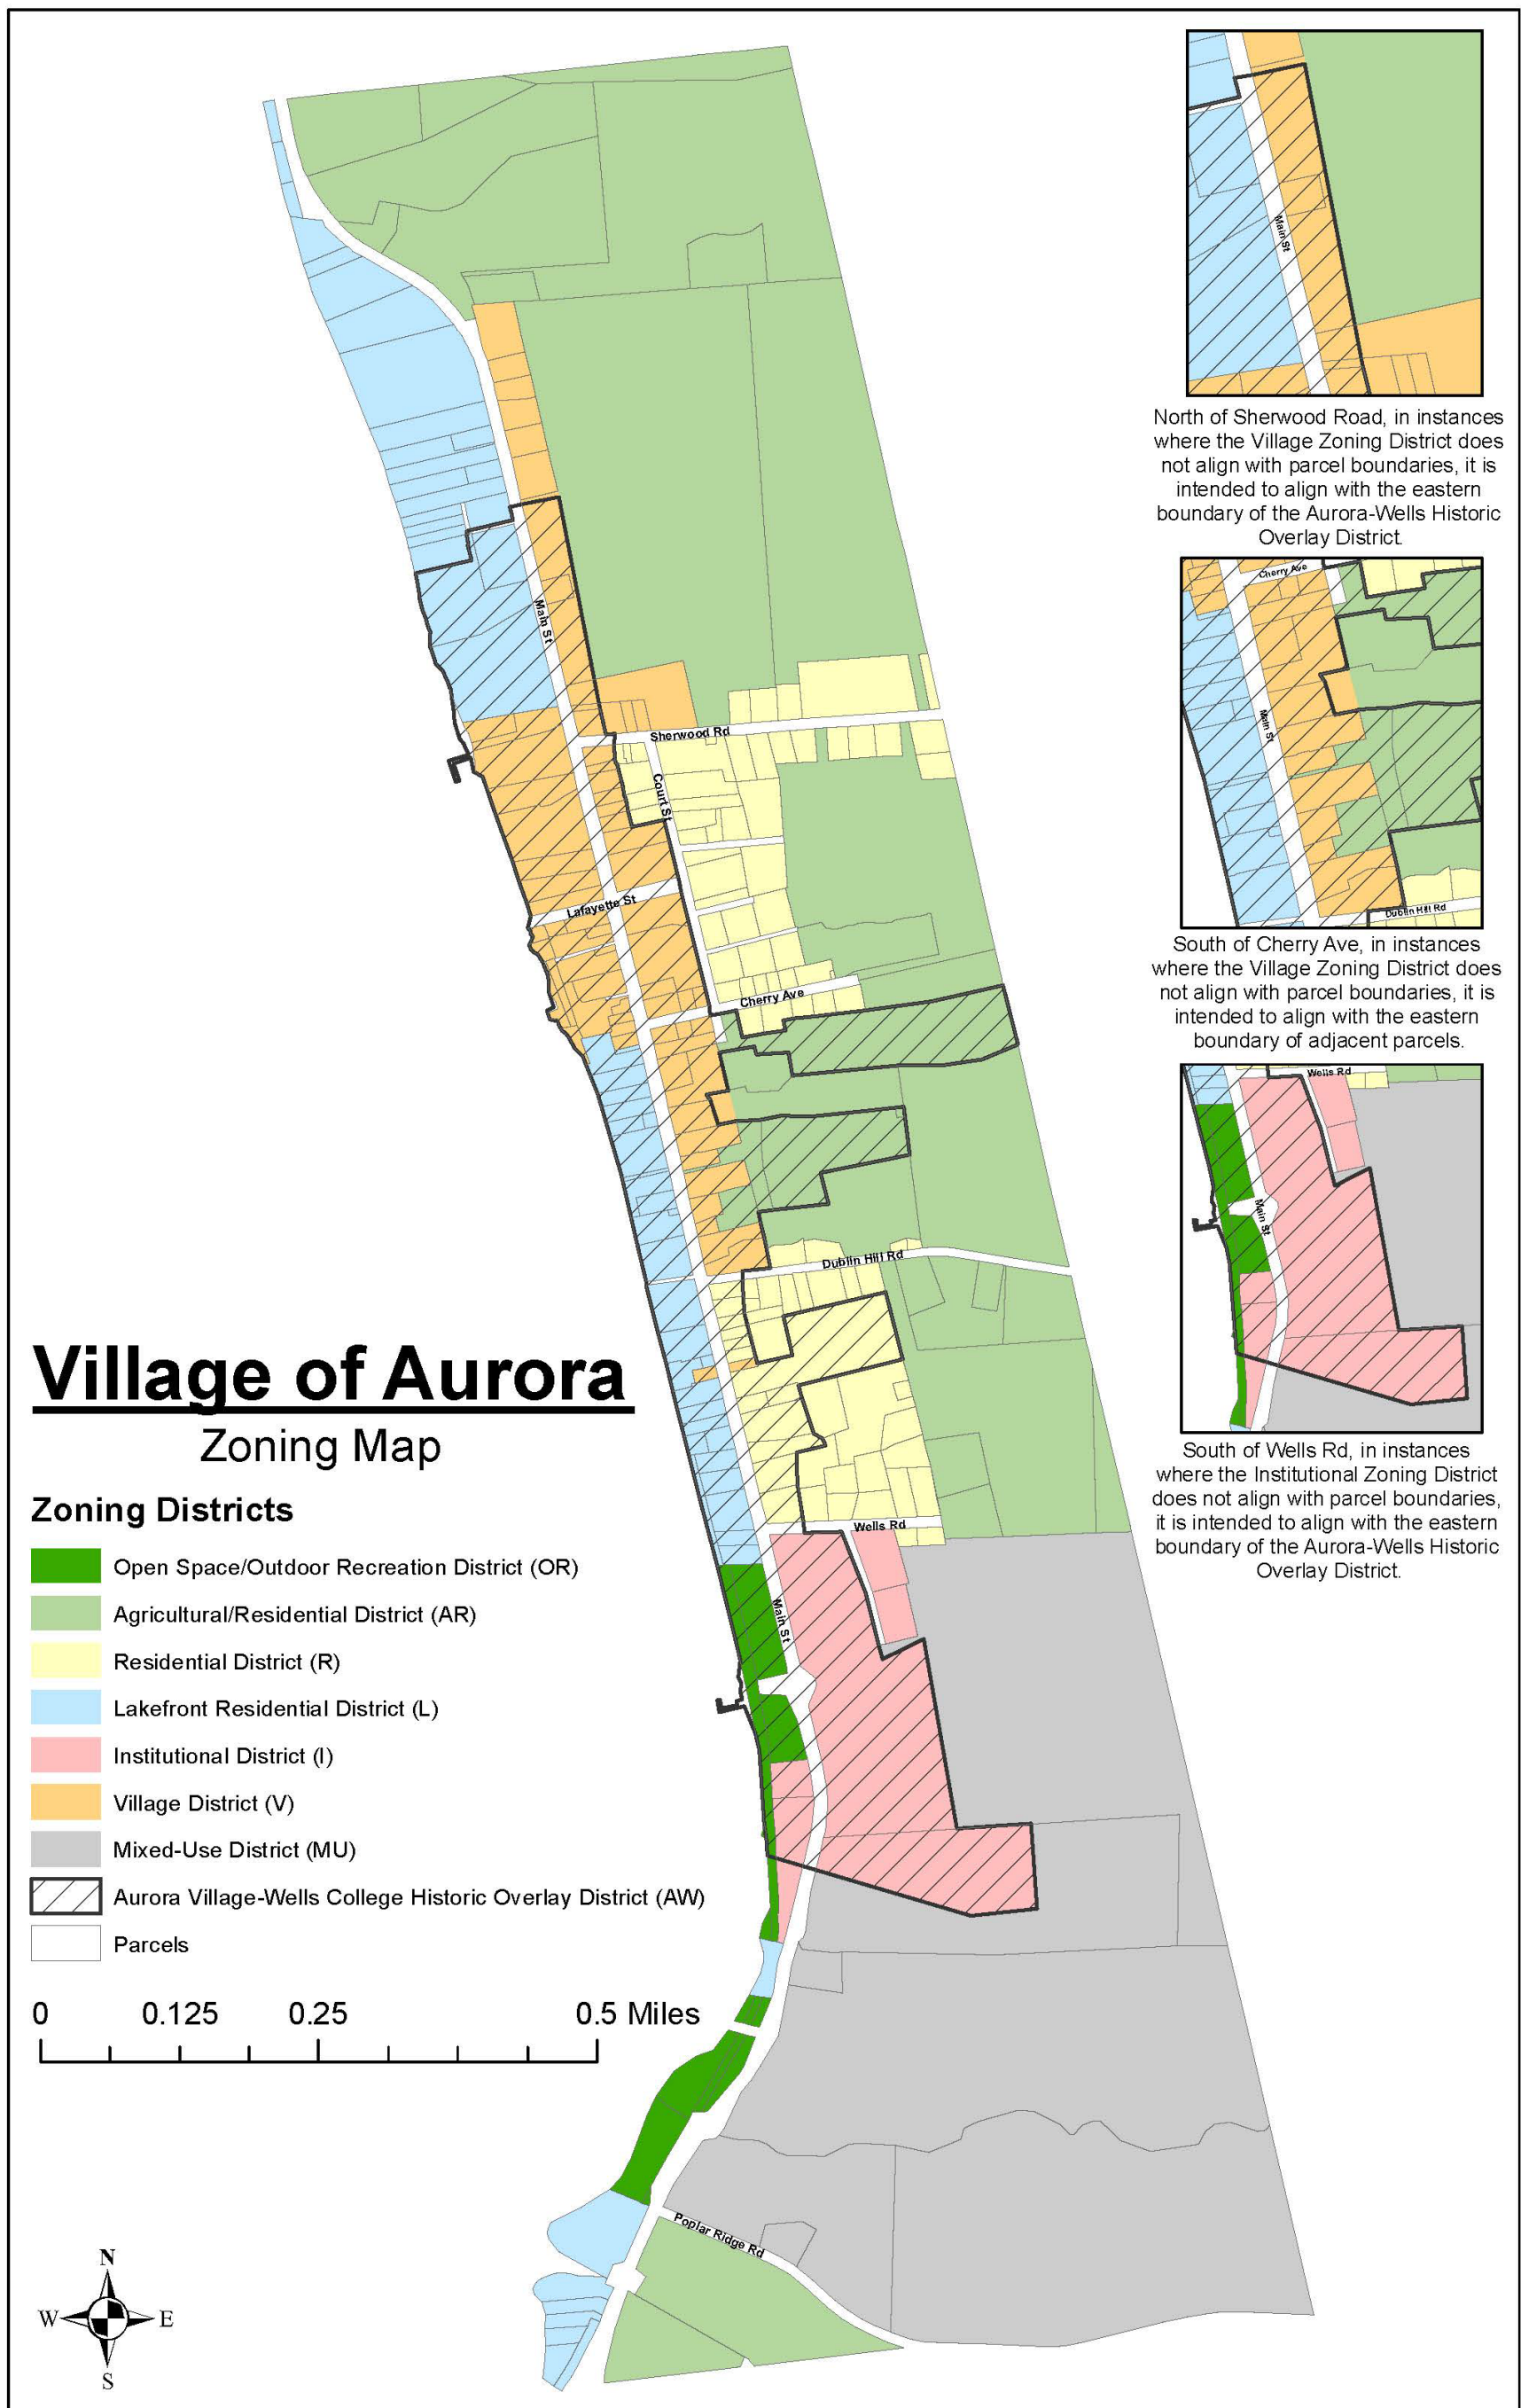 Village of Aurora
Zoning Map
Zoning Districts
Open Space/Outdoor Recreation District (OR)
Agricultural/Residential District (AR)
Residential District (R)
Lakefront Residential District (L)
Institutional District (I)
Village District (V)
Mixed-Use District (MU)
Aurora Village-Wells College Historic Overlay District (AW)
Parcels
0 0.125 0.25 0.5 Miles
N
W E
S
Main St
Sherwood Rd
Court St
Lafayette St
Cherry Ave
Dublin Hill Rd
Wells Rd
Main St
Poplar Ridge Rd
Main St
North of Sherwood Road, in instances
where the Village Zoning District does
not align with parcel boundaries, it is
intended to align with the eastern
boundary of the Aurora-Wells Historic
Overlay District.
Cherry Ave
Main St
Dublin Hill Rd
South of Cherry Ave, in instances
where the Village Zoning District does
not align with parcel boundaries, it is
intended to align with the eastern
boundary of adjacent parcels.
Wells Rd
Main St
South of Wells Rd, in instances
where the Institutional Zoning District
does not align with parcel boundaries,
it is intended to align with the eastern
boundary of the Aurora-Wells Historic
Overlay District.